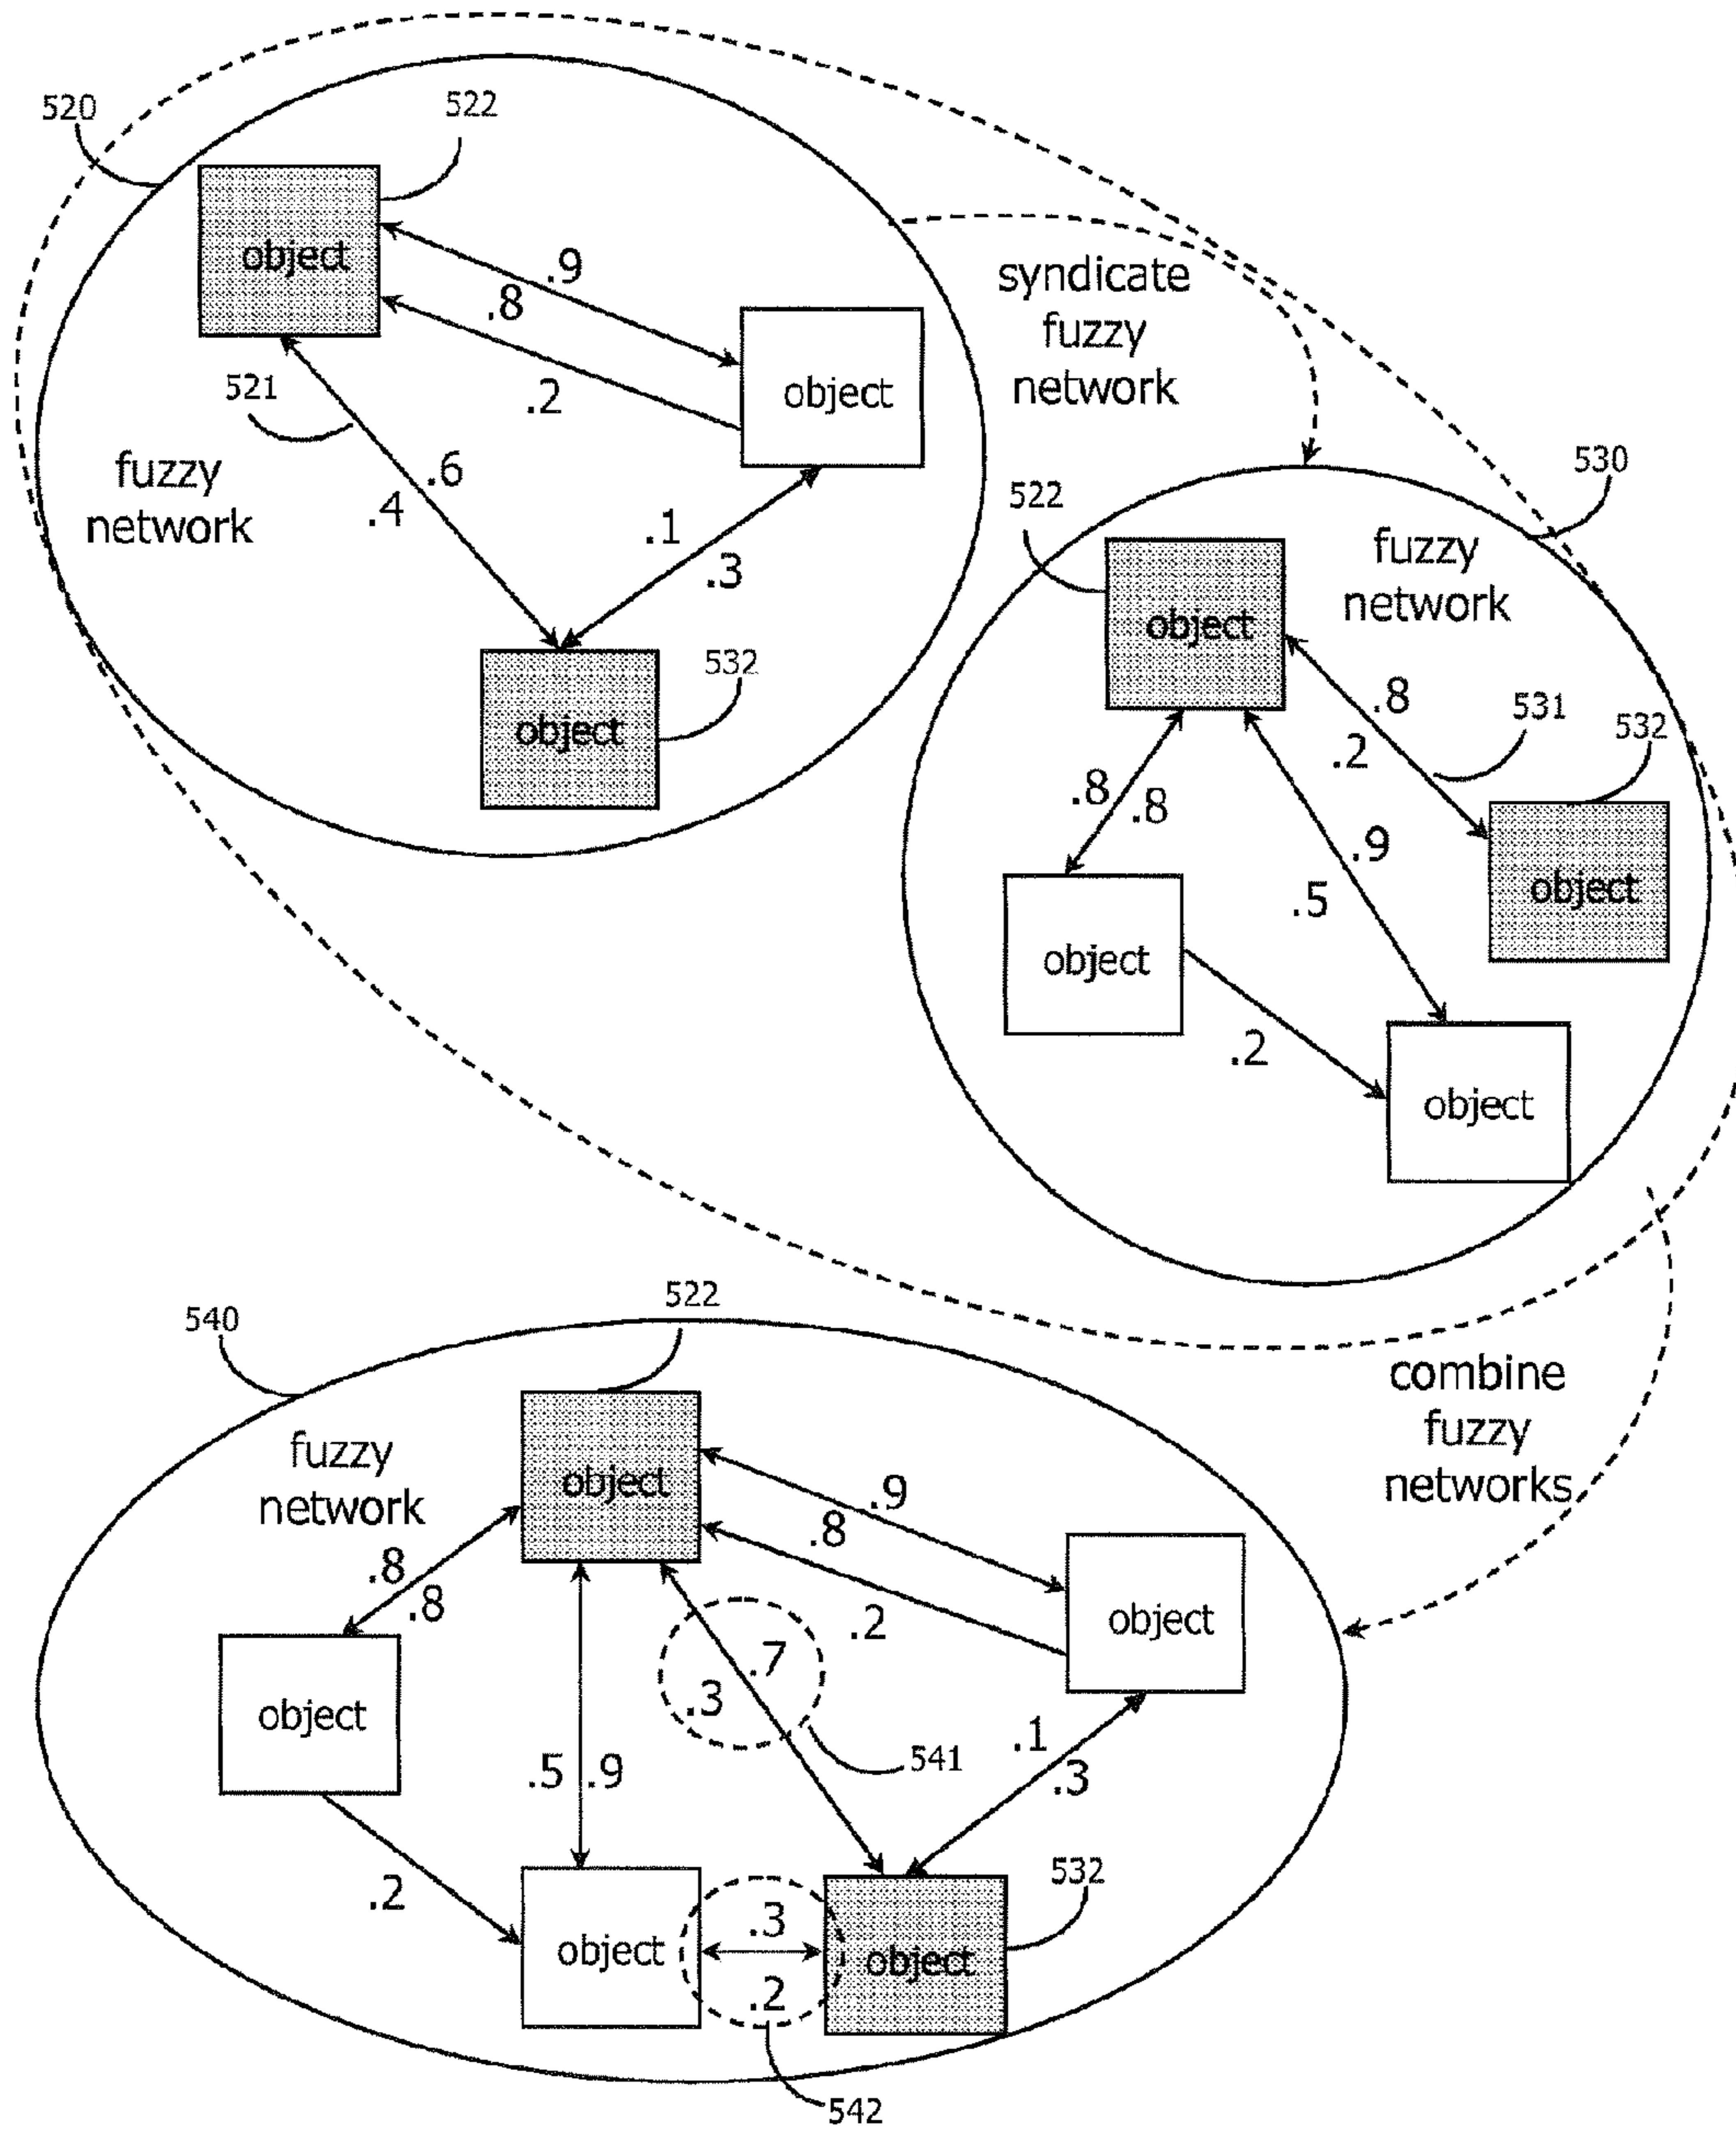 520
522
object
.9
.8
syndicate
fuzzy
network
object
521
.2
fuzzy
network
.6
.4
530
522
.1
.3
fuzzy
network
object
532
object
.8
531
.2
532
.8
.8
.9
object
.5
object
.2
object
522
540
combine
fuzzy
networks
fuzzy
network
object
.9
.8
.8
.8
.2
object
.7
.3
object
.1
541
.5
.9
.3
532
.2
.3
object
object
.2
542